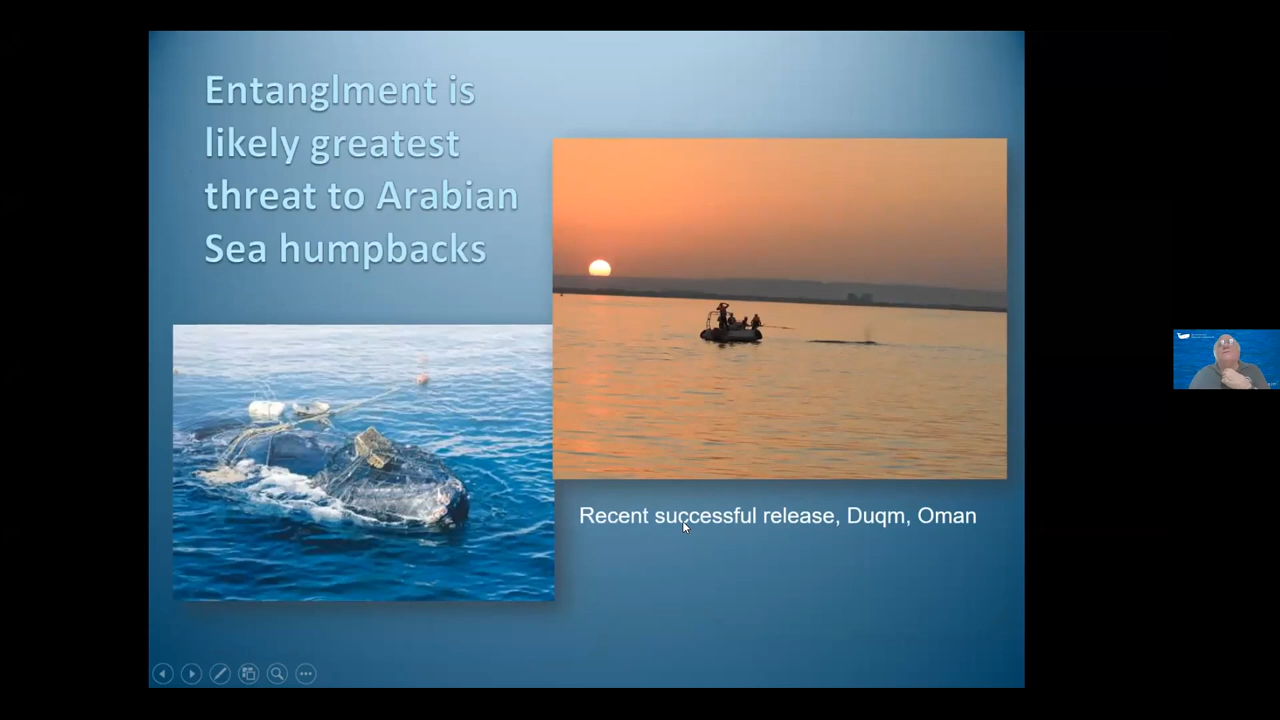 Entanglment is
likely greatest
threat to Arabian
Sea humpbacks
Recent successful release, Duqm, Oman